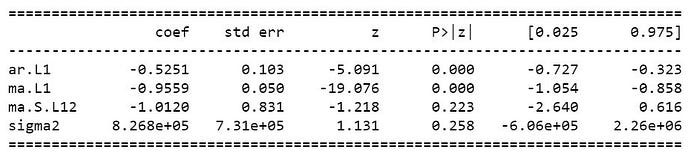 ==============================================================================
                 coef    std err          z      P>|z|      [0.025      0.975]
------------------------------------------------------------------------------
ar.L1         -0.5251      0.103     -5.091      0.000      -0.727      -0.323
ma.L1         -0.9559      0.050    -19.076      0.000      -1.054      -0.858
ma.S.L12      -1.0120      0.831     -1.218      0.223      -2.640       0.616
sigma2      8.268e+05   7.31e+05      1.131      0.258   -6.06e+05    2.26e+06
==============================================================================